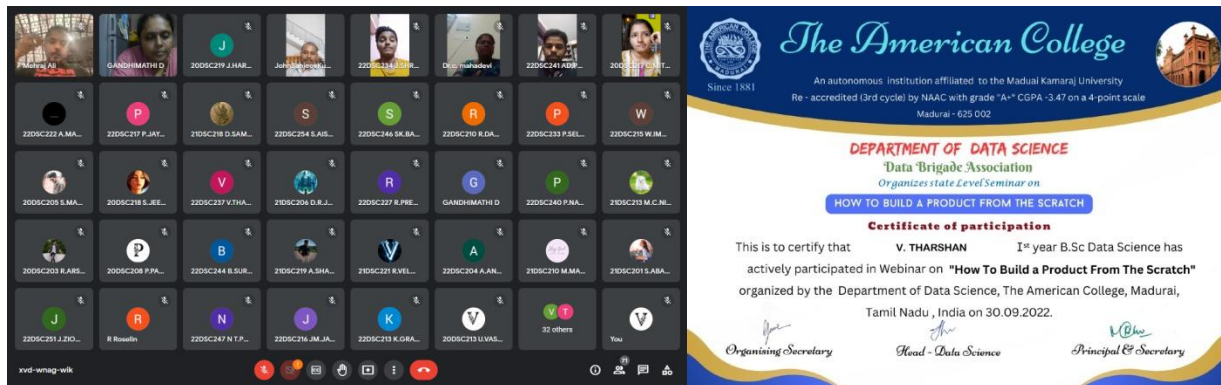 Mehraj Ali
GANDHIMATHI D
20DSC219 J.HAR...
22DSC234 J.SHR...
Dr.c. mahadevi
22DSC241 AD.P...
22DSC222 A.MA...
P
22DSC217 P.JAY...
21DSC218 D.SAM...
S
22DSC254 S.AIS...
S
22DSC246 SK.BA...
R
22DSC210 R.DA...
P
22DSC233 P.SEL...
W
22DSC215 W.IM...
20DSC205 S.MA...
20DSC218 S.JEE...
V
22DSC237 V.THA...
21DSC206 D.R.J...
R
22DSC227 R.PRE...
G
GANDHIMATHI D
P
22DSC240 P.NA...
21DSC213 M.C.NI...
20DSC203 R.ARS...
P
20DSC208 P.PA...
B
22DSC244 B.SUR...
21DSC219 A.SHA...
21DSC221 R.VEL...
A
22DSC204 A.AN...
21DSC210 M.MA...
21DSC201 S.ABA...
J
22DSC251 J.ZIO...
R
R Roselin
N
22DSC247 N T.P...
J
22DSC216 JM.JA...
K
22DSC213 K.GRA...
V
20DSC213 U.VAS...
V T
32 others
V
You
xvd-wnag-wik
71
THE AMERICAN COLLEGE
MADURAI
Since 1881
The American College
An autonomous institution affiliated to the Maduai Kamaraj University
Re - accredited (3rd cycle) by NAAC with grade "A+" CGPA -3.47 on a 4-point scale
Madurai - 625 002
DEPARTMENT OF DATA SCIENCE
Data Brigade Association
Organizes state Level Seminar on
HOW TO BUILD A PRODUCT FROM THE SCRATCH
Certificate of participation
This is to certify that V. THARSHAN Ist year B.Sc Data Science has
actively participated in Webinar on "How To Build a Product From The Scratch"
organized by the Department of Data Science, The American College, Madurai,
Tamil Nadu , India on 30.09.2022.
Organising Secretary
Head - Data Science
Principal & Secretary